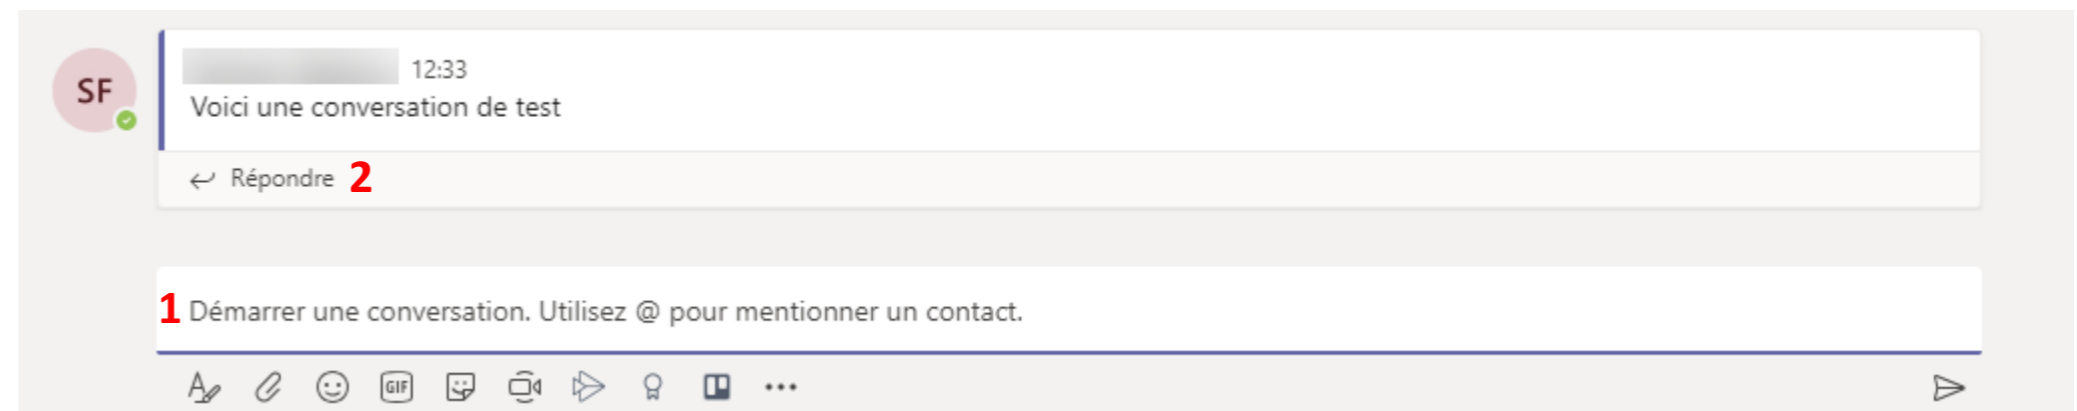 SF
12:33
Voici une conversation de test
Répondre 2
1 Démarrer une conversation. Utilisez @ pour mentionner un contact.
GIF